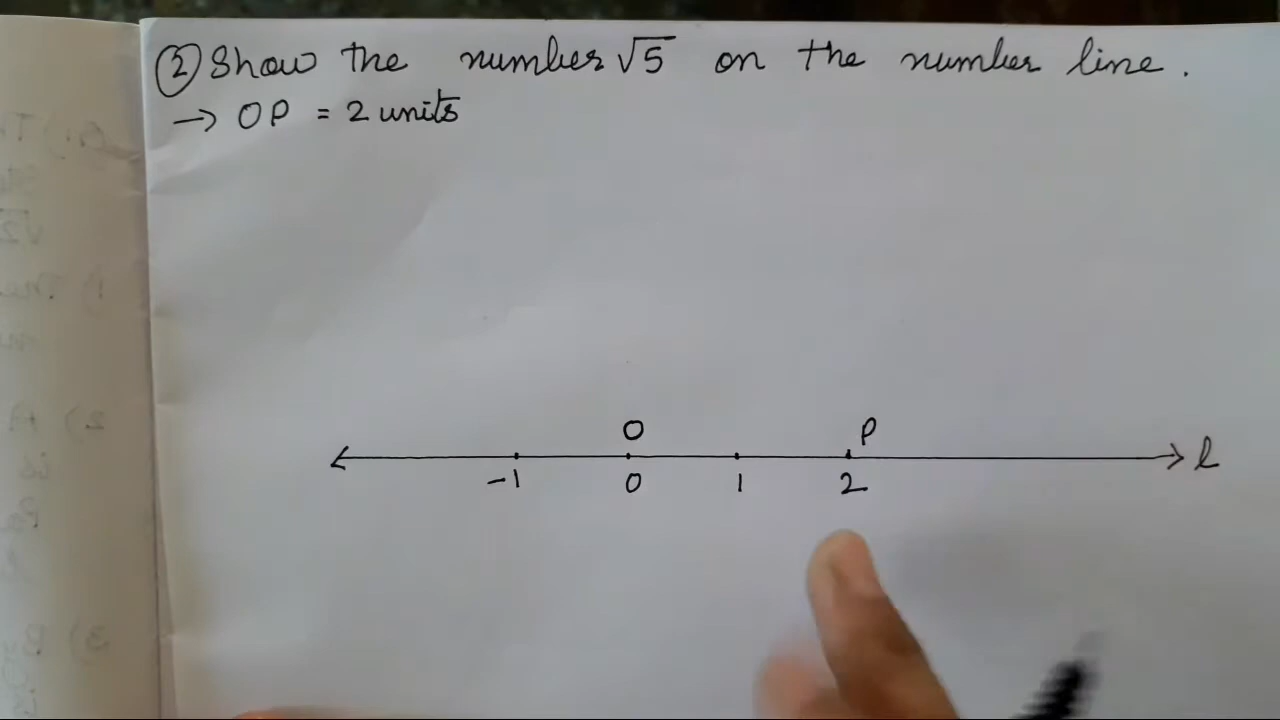 ② Show the number √5 on the number line.
→ OP = 2 units
O P
l
-1 0 1 2